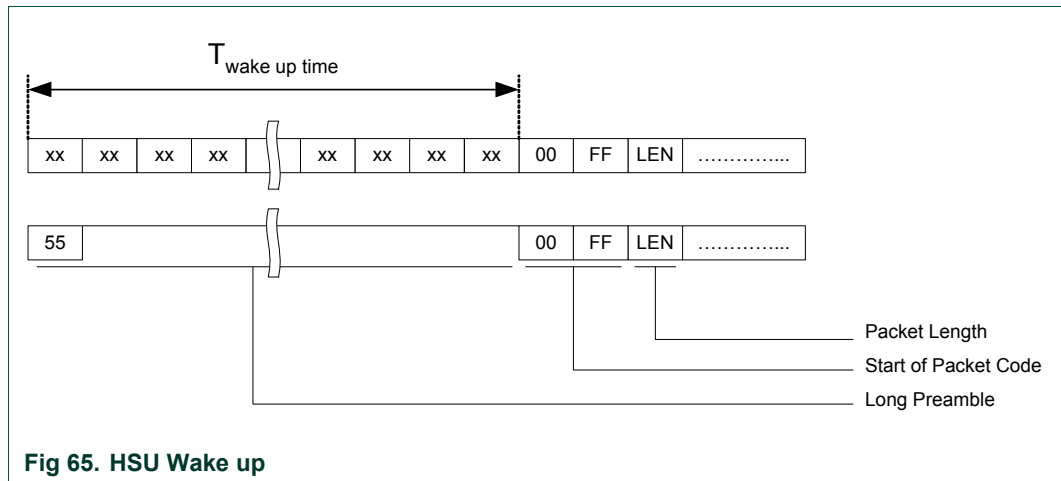 T wake up time
xx xx xx xx xx xx xx xx 00 FF LEN ................
55 00 FF LEN ................
Packet Length
Start of Packet Code
Long Preamble
Fig 65. HSU Wake up